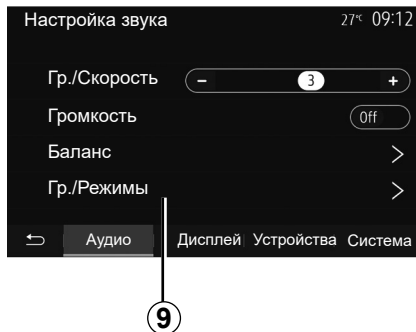 Настройка звука 27°C 09:12
Гр./Скорость - 3 +
Громкость Off
Баланс >
Гр./Режимы >
Аудио Дисплей Устройства Система
9